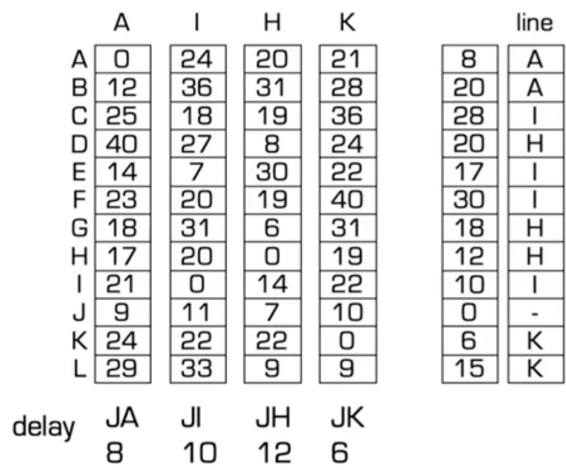 A I H K line
A 0 24 20 21 8 A
B 12 36 31 28 20 A
C 25 18 19 36 28 I
D 40 27 8 24 20 H
E 14 7 30 22 17 I
F 23 20 19 40 30 I
G 18 31 6 31 18 H
H 17 20 0 19 12 H
I 21 0 14 22 10 I
J 9 11 7 10 0 -
K 24 22 22 0 6 K
L 29 33 9 9 15 K
delay JA JI JH JK
8 10 12 6